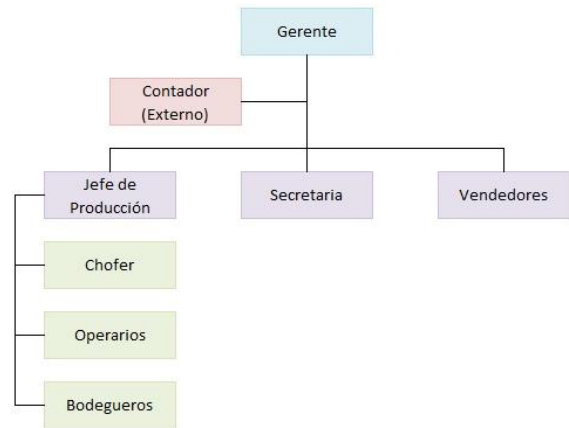 Gerente
Contador
(Externo)
Jefe de
Producción
Secretaria
Vendedores
Chofer
Operarios
Bodegueros